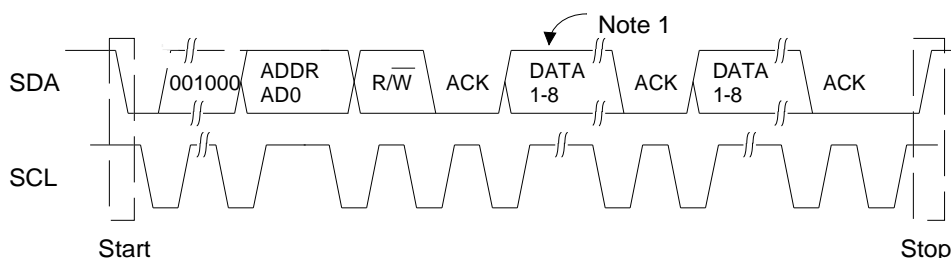 Note 1
SDA
001000
ADDR
AD0
R/W̅
ACK
DATA
1-8
ACK
DATA
1-8
ACK
SCL
Start
Stop